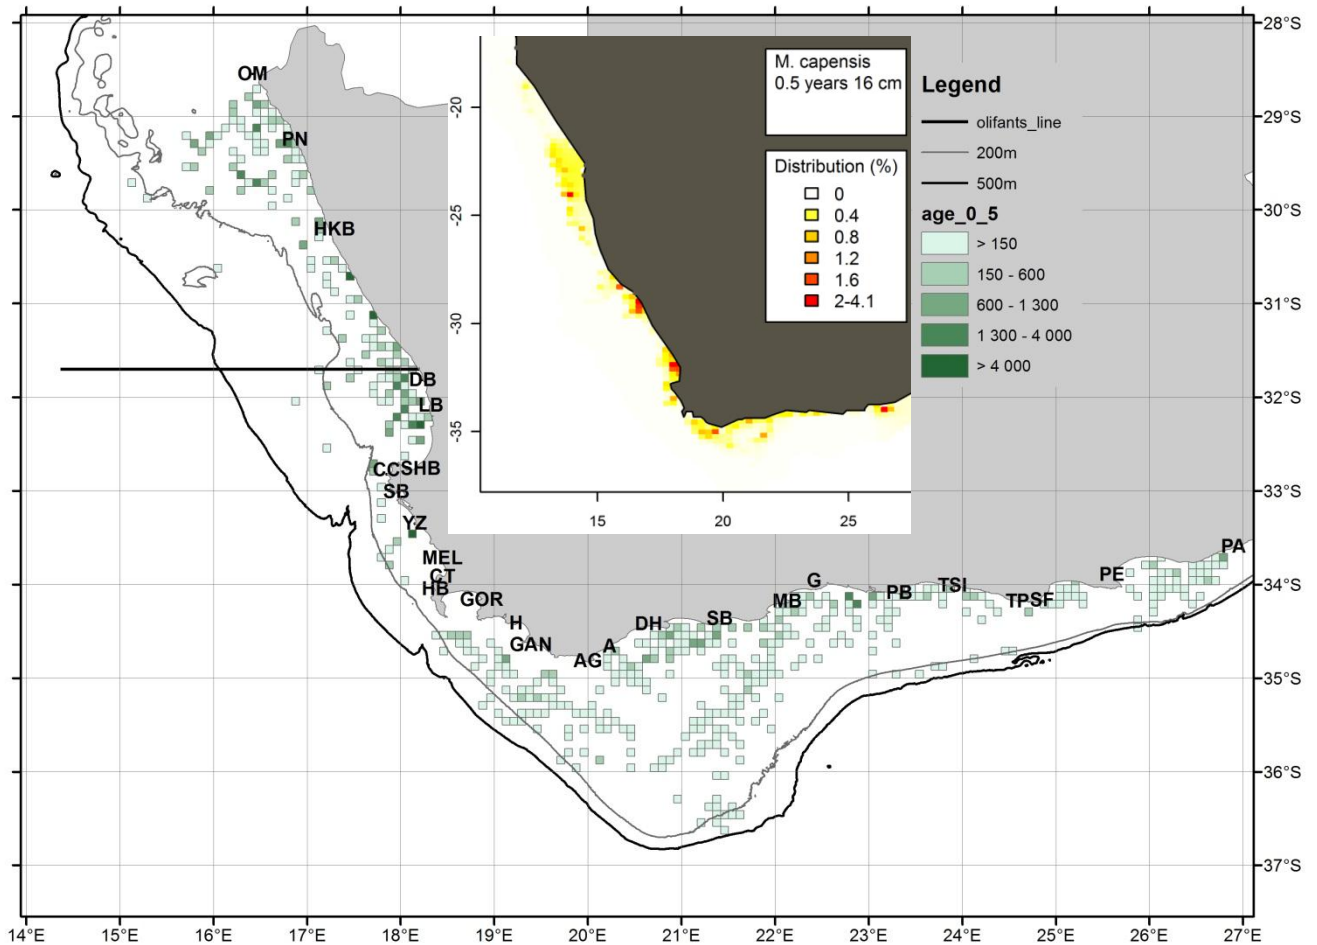 28°S
29°S
30°S
31°S
32°S
33°S
34°S
35°S
36°S
37°S
14°E
15°E
16°E
17°E
18°E
19°E
20°E
21°E
22°E
23°E
24°E
25°E
26°E
27°E
OM
PN
HKB
DB
LB
CCSHB
SB
YZ
MEL
CT
HB
GOR
H
GAN
AG
A
DH
SB
MB
G
PB
TSI
TPSF
PE
PA
M. capensis
0.5 years 16 cm
Distribution (%)
0
0.4
0.8
1.2
1.6
2-4.1
-20
-25
-30
-35
15
20
25
Legend
olifants_line
200m
500m
age_0_5
> 150
150 - 600
600 - 1 300
1 300 - 4 000
> 4 000